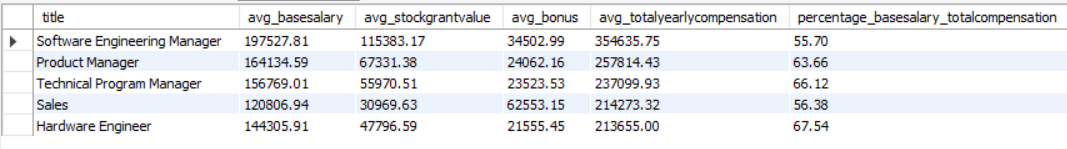 title avg_basesalary avg_stockgrantvalue avg_bonus avg_totalyearlycompensation percentage_basesalary_totalcompensation
Software Engineering Manager 197527.81 115383.17 34502.99 354635.75 55.70
Product Manager 164134.59 67331.38 24062.16 257814.43 63.66
Technical Program Manager 156769.01 55970.51 23523.53 237099.93 66.12
Sales 120806.94 30969.63 62553.15 214273.32 56.38
Hardware Engineer 144305.91 47796.59 21555.45 213655.00 67.54